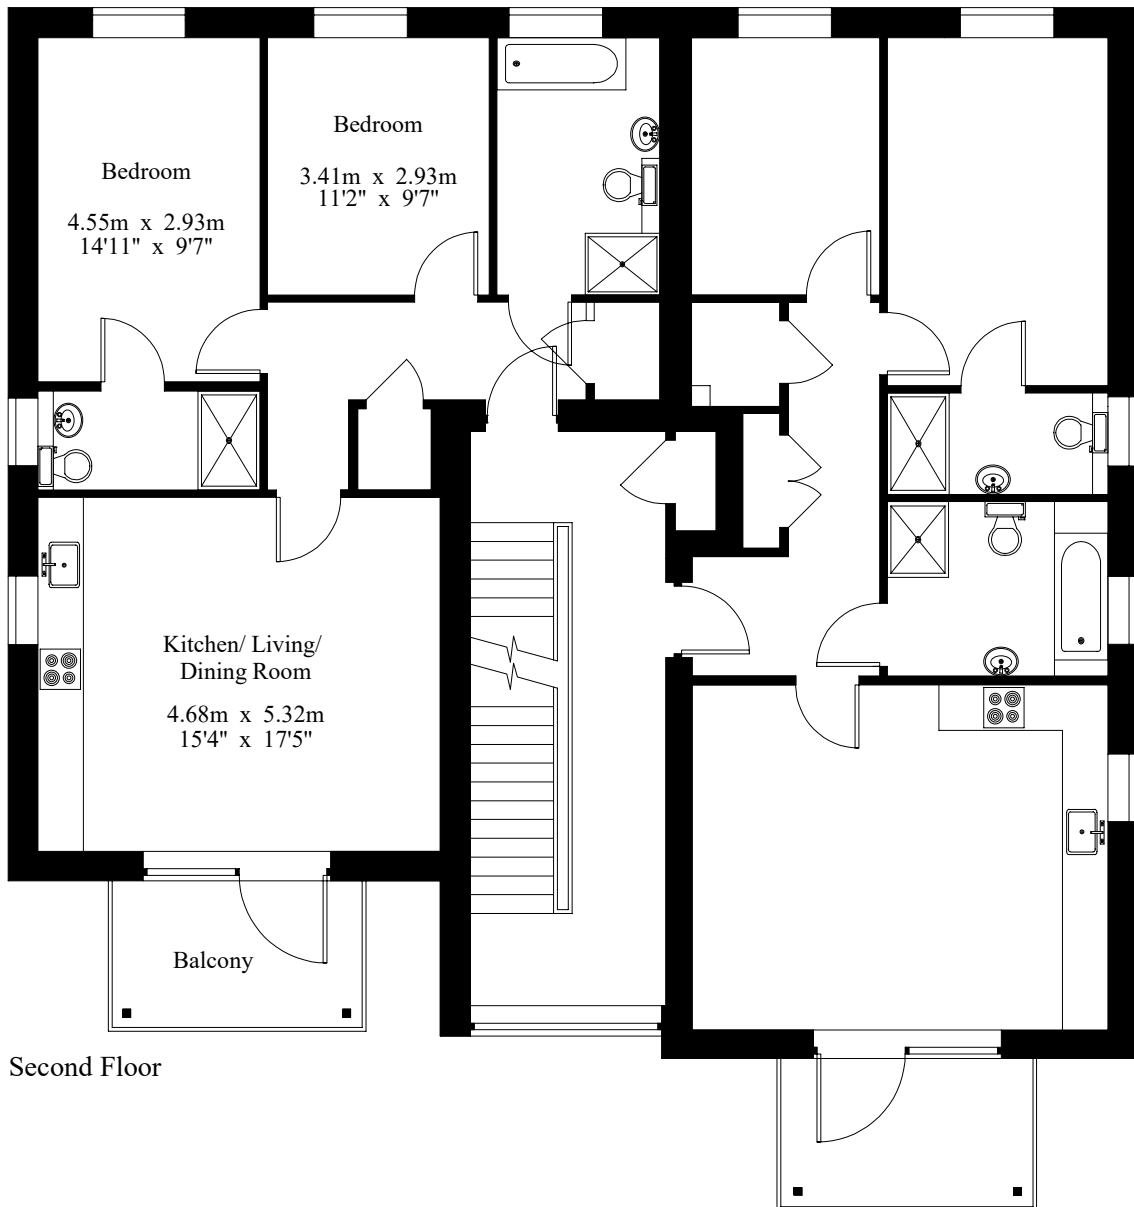 Bedroom
4.55m x 2.93m
14'11" x 9'7"
Bedroom
3.41m x 2.93m
11'2" x 9'7"
Kitchen/ Living/
Dining Room
4.68m x 5.32m
15'4" x 17'5"
Balcony
Second Floor